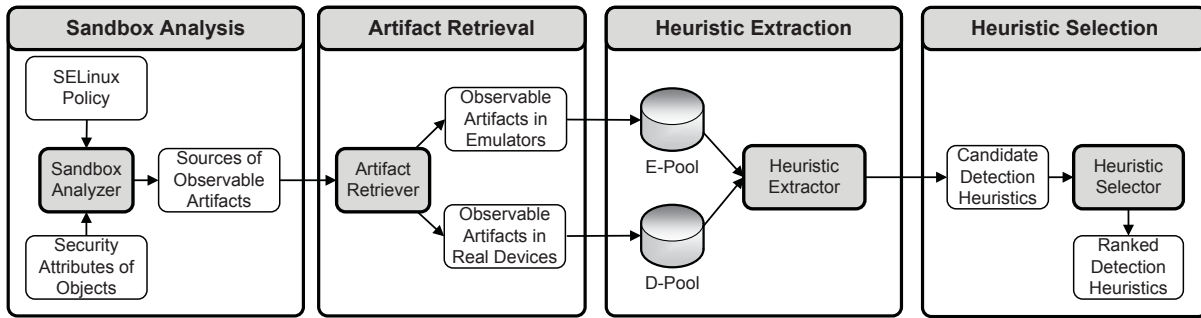 Sandbox Analysis
SELinux
Policy
Sandbox
Analyzer
Sources of
Observable
Artifacts
Security
Attributes of
Objects
Artifact Retrieval
Artifact
Retriever
Observable
Artifacts in
Emulators
Observable
Artifacts in
Real Devices
Heuristic Extraction
E-Pool
D-Pool
Heuristic
Extractor
Heuristic Selection
Candidate
Detection
Heuristics
Heuristic
Selector
Ranked
Detection
Heuristics